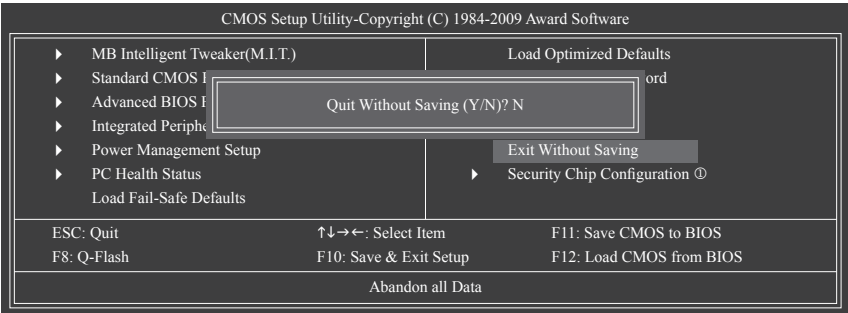 CMOS Setup Utility-Copyright (C) 1984-2009 Award Software
MB Intelligent Tweaker(M.I.T.)
Standard CMOS
Advanced BIOS
Integrated
Power Management Setup
PC Health Status
Load Fail-Safe Defaults
Load Optimized Defaults
Exit Without Saving
Security Chip Configuration ①
Quit Without Saving (Y/N)? N
ESC: Quit
↑↓→←: Select Item
F11: Save CMOS to BIOS
F8: Q-Flash
F10: Save & Exit Setup
F12: Load CMOS from BIOS
Abandon all Data